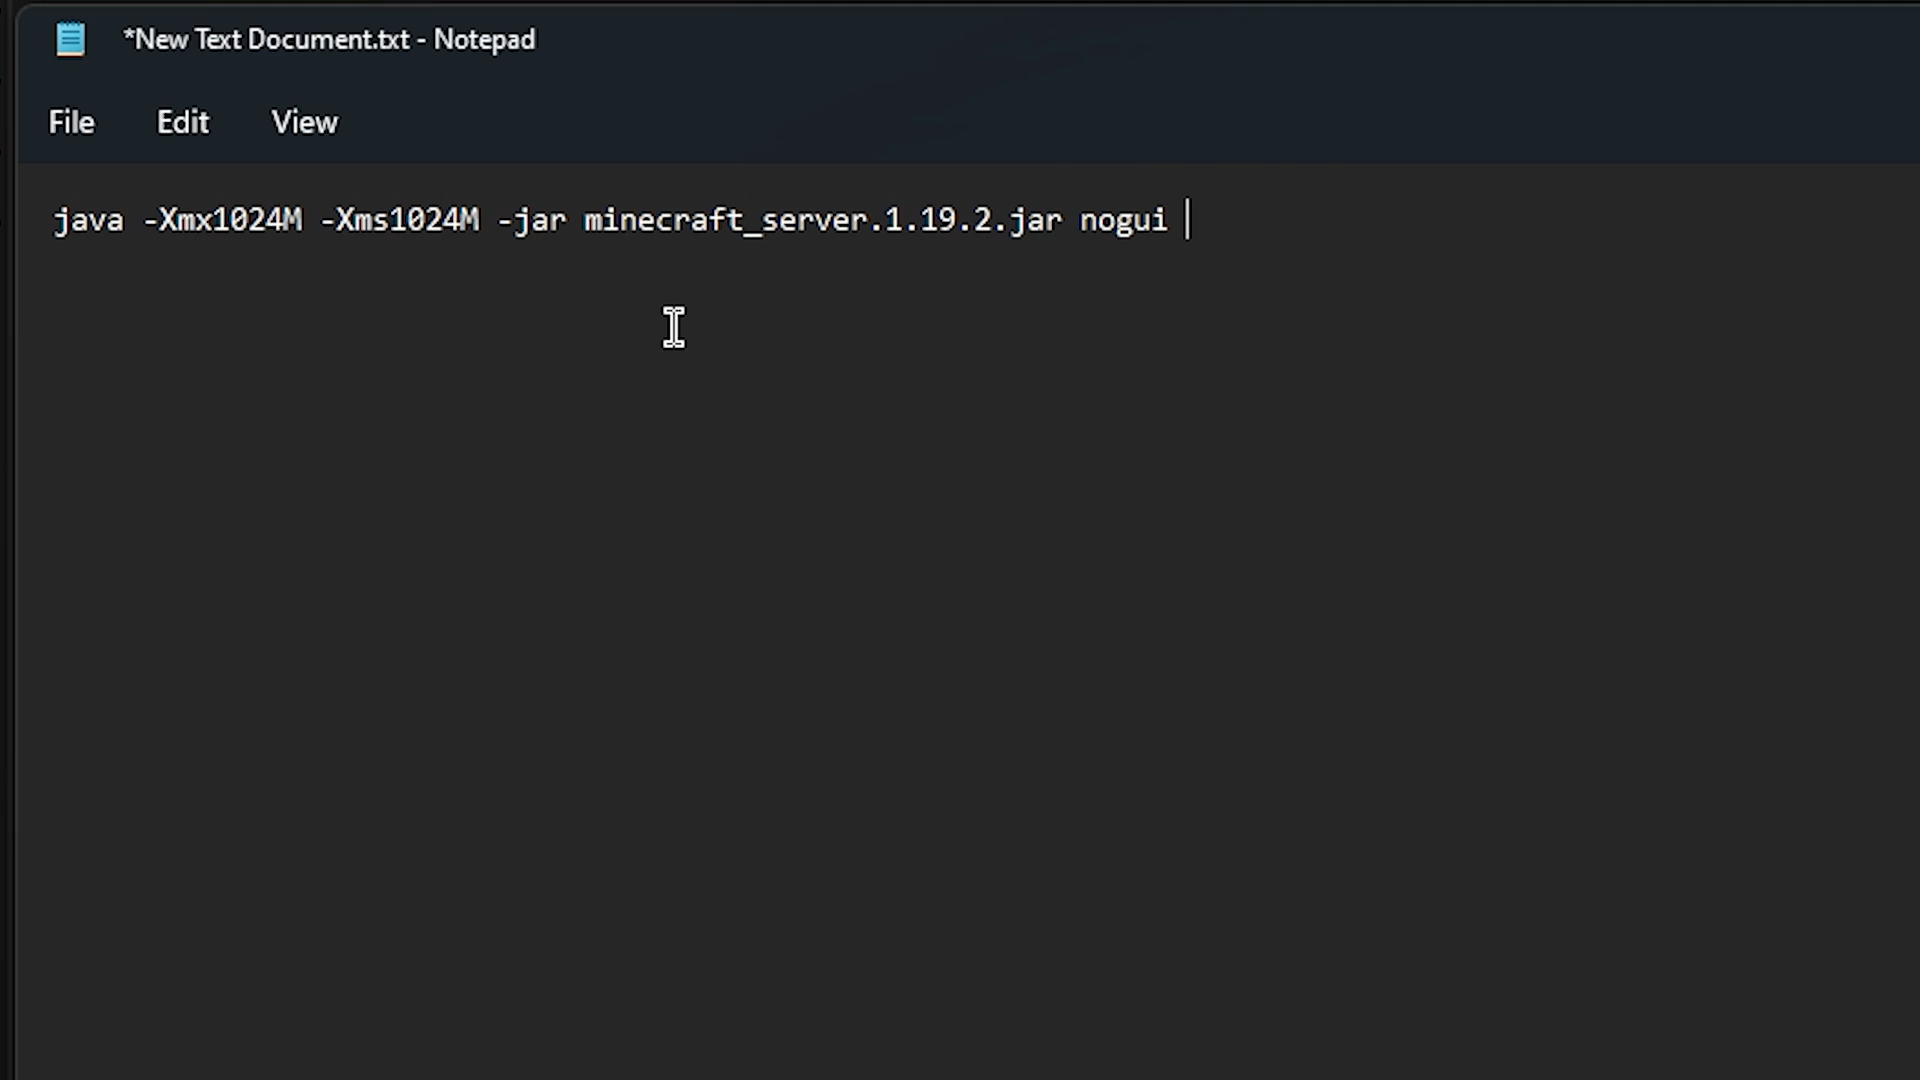 *New Text Document.txt - Notepad
File Edit View
java -Xmx1024M -Xms1024M -jar minecraft_server.1.19.2.jar nogui